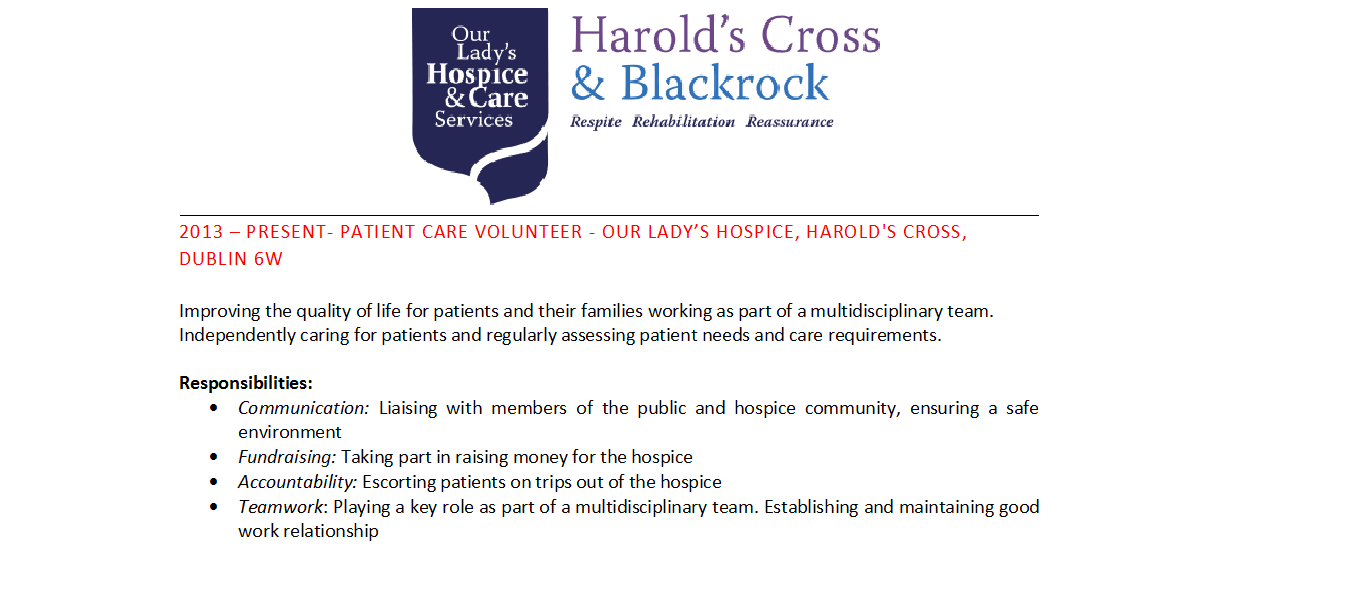 Our
Lady's
Hospice
& Care
Services
Harold's Cross
& Blackrock
Respite Rehabilitation Reassurance
2013 – PRESENT- PATIENT CARE VOLUNTEER - OUR LADY’S HOSPICE, HAROLD'S CROSS,
DUBLIN 6W
Improving the quality of life for patients and their families working as part of a multidisciplinary team.
Independently caring for patients and regularly assessing patient needs and care requirements.
Responsibilities:
• Communication: Liaising with members of the public and hospice community, ensuring a safe
environment
• Fundraising: Taking part in raising money for the hospice
• Accountability: Escorting patients on trips out of the hospice
• Teamwork: Playing a key role as part of a multidisciplinary team. Establishing and maintaining good
work relationship